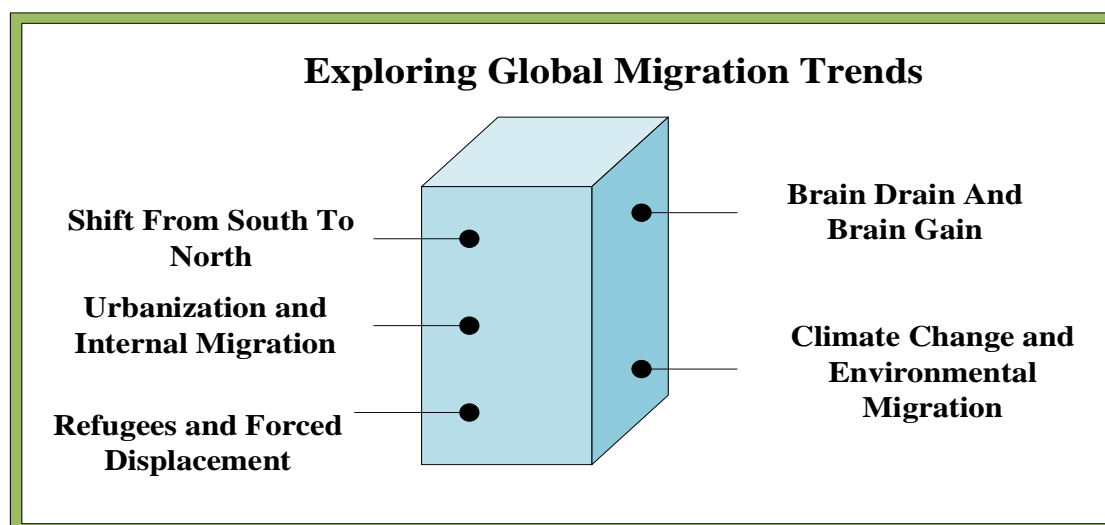 Exploring Global Migration Trends
Shift From South To
North
Urbanization and
Internal Migration
Refugees and Forced
Displacement
Brain Drain And
Brain Gain
Climate Change and
Environmental
Migration